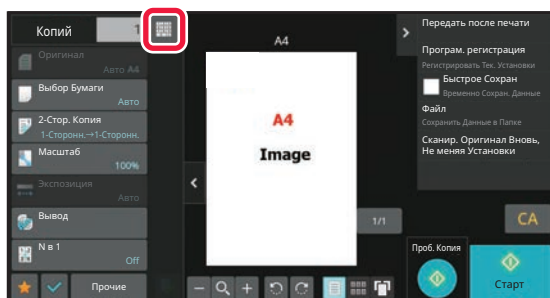 Копий
1
Оригинал
Авто A4
Выбор Бумаги
Авто
2-Стор. Копия
1-Сторонн.→1-Сторонн.
Масштаб
100%
Экспозиция
Авто
Вывод
N в 1
Off
Прочие
A4
A4
Image
1/1
Передать после печати
Програм. регистрация
Регистрировать Тек. Установки
Быстрое Сохран
Временно Сохран. Данные
Файл
Сохранить Данные в Папке
Сканир. Оригинал Вновь,
Не меняя Установки
CA
Проб. Копия
Старт